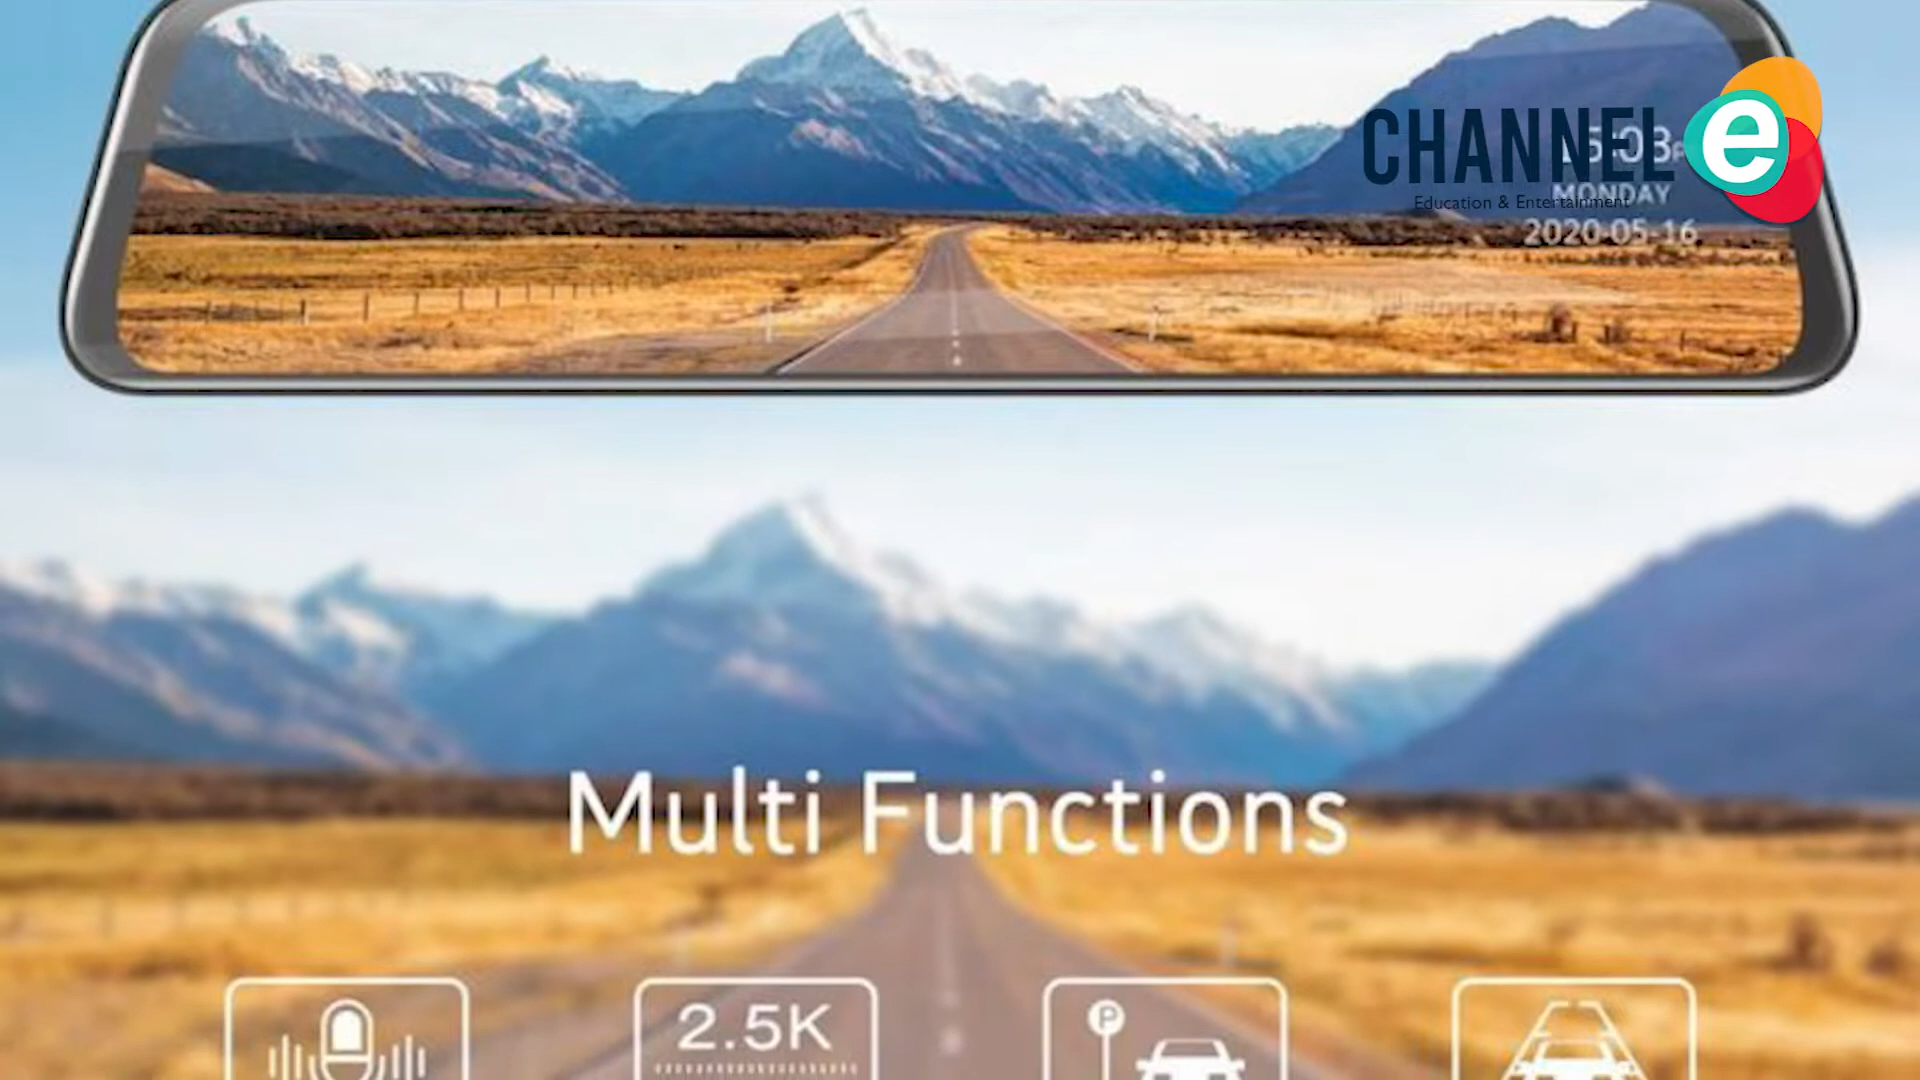 CHANNEL e
Education & Entertainment
MONDAY
2020-05-16
Multi Functions
2.5K
P